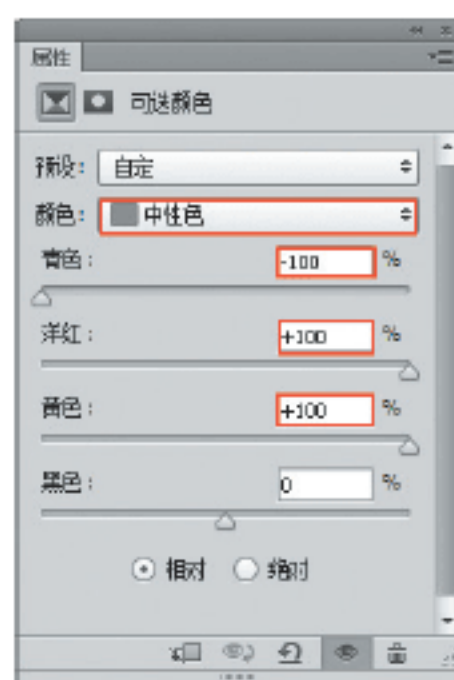 属性
可选颜色
预设： 自定
颜色： 中性色
青色： -100 %
洋红： +100 %
黄色： +100 %
黑色： 0 %
相对 绝对